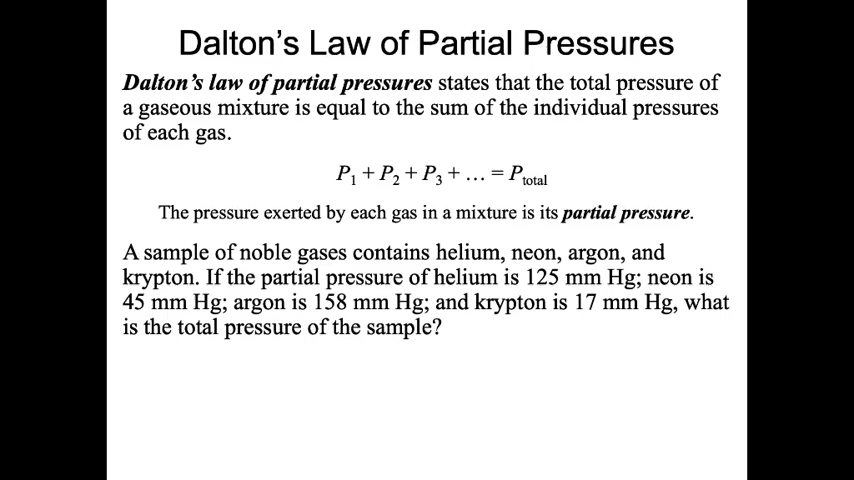 Dalton’s Law of Partial Pressures
Dalton’s law of partial pressures states that the total pressure of
a gaseous mixture is equal to the sum of the individual pressures
of each gas.
P₁ + P₂ + P₃ + … = Ptotal
The pressure exerted by each gas in a mixture is its partial pressure.
A sample of noble gases contains helium, neon, argon, and
krypton. If the partial pressure of helium is 125 mm Hg; neon is
45 mm Hg; argon is 158 mm Hg; and krypton is 17 mm Hg, what
is the total pressure of the sample?